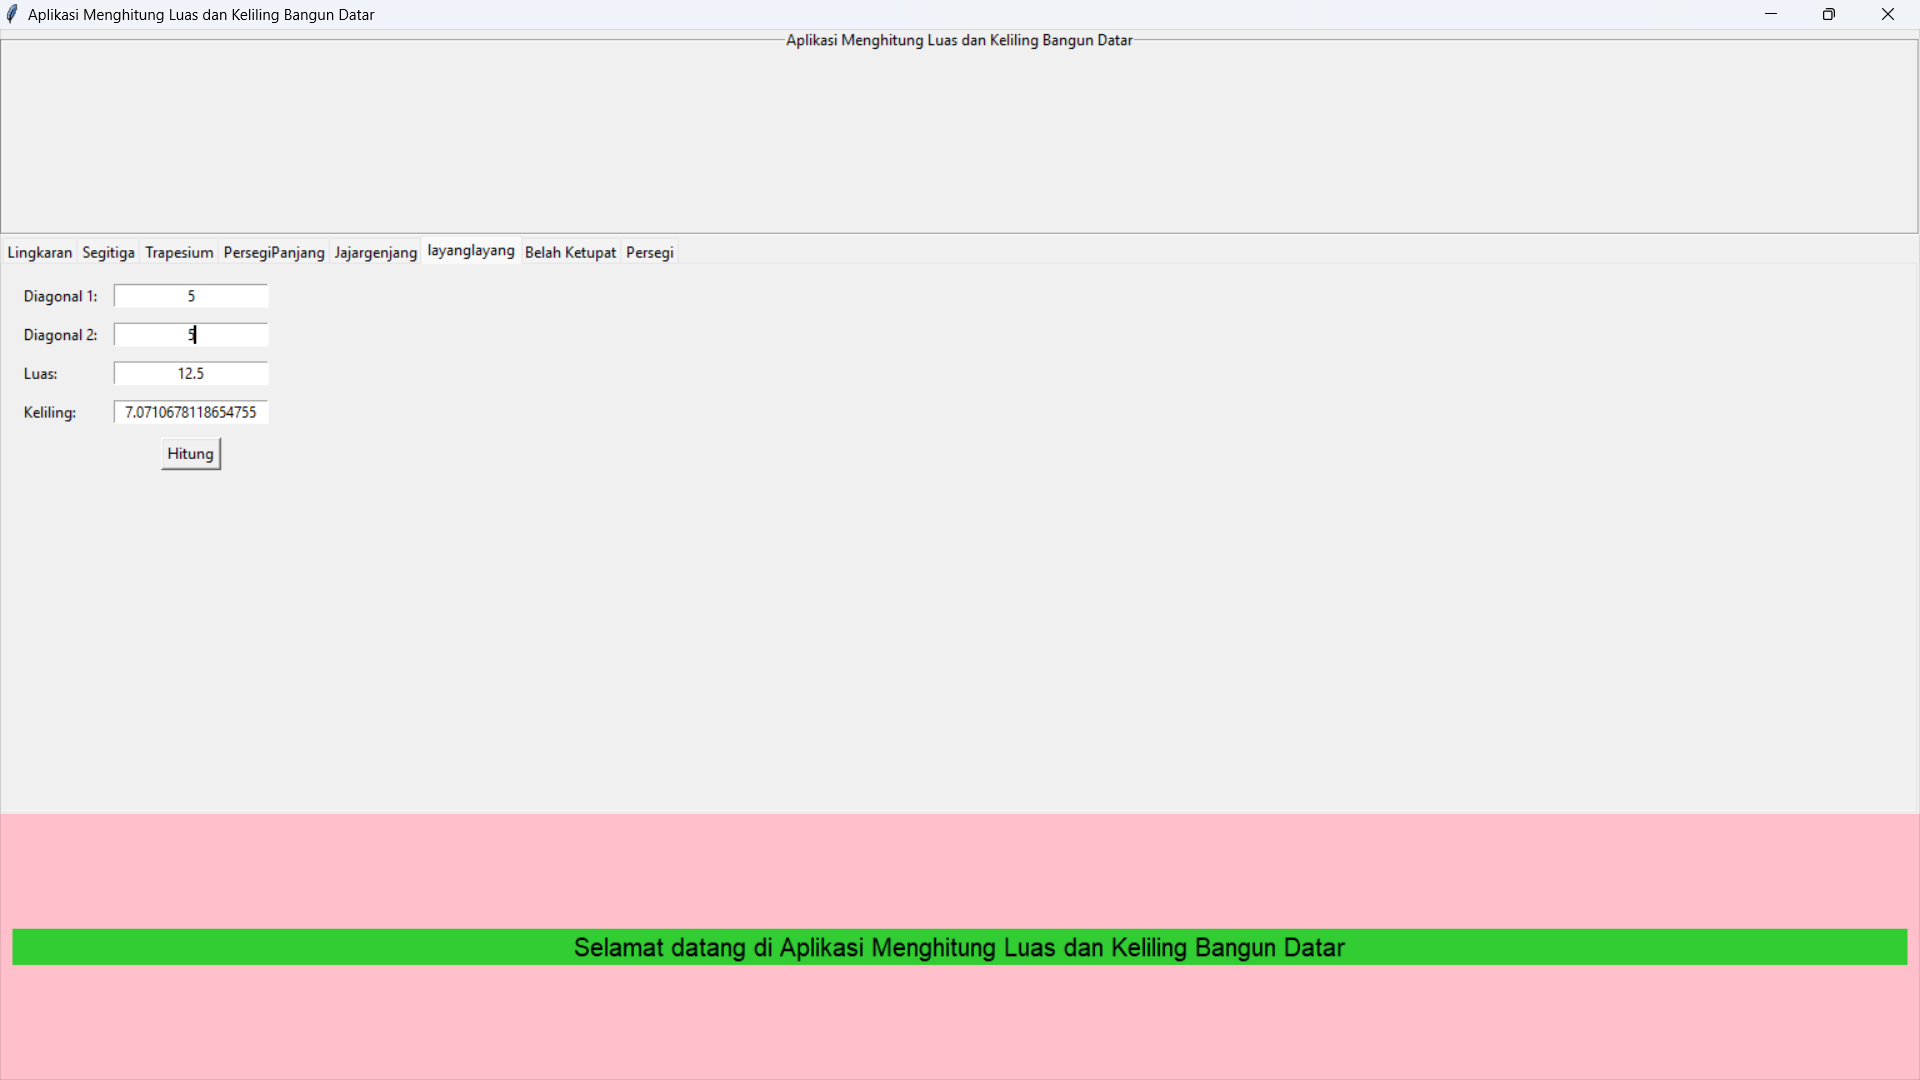 Aplikasi Menghitung Luas dan Keliling Bangun Datar
Aplikasi Menghitung Luas dan Keliling Bangun Datar
Lingkaran Segitiga Trapesium PersegiPanjang Jajargenjang layanglayang Belah Ketupat Persegi
Diagonal 1: 5
Diagonal 2: 5
Luas: 12.5
Keliling: 7.0710678118654755
Hitung
Selamat datang di Aplikasi Menghitung Luas dan Keliling Bangun Datar